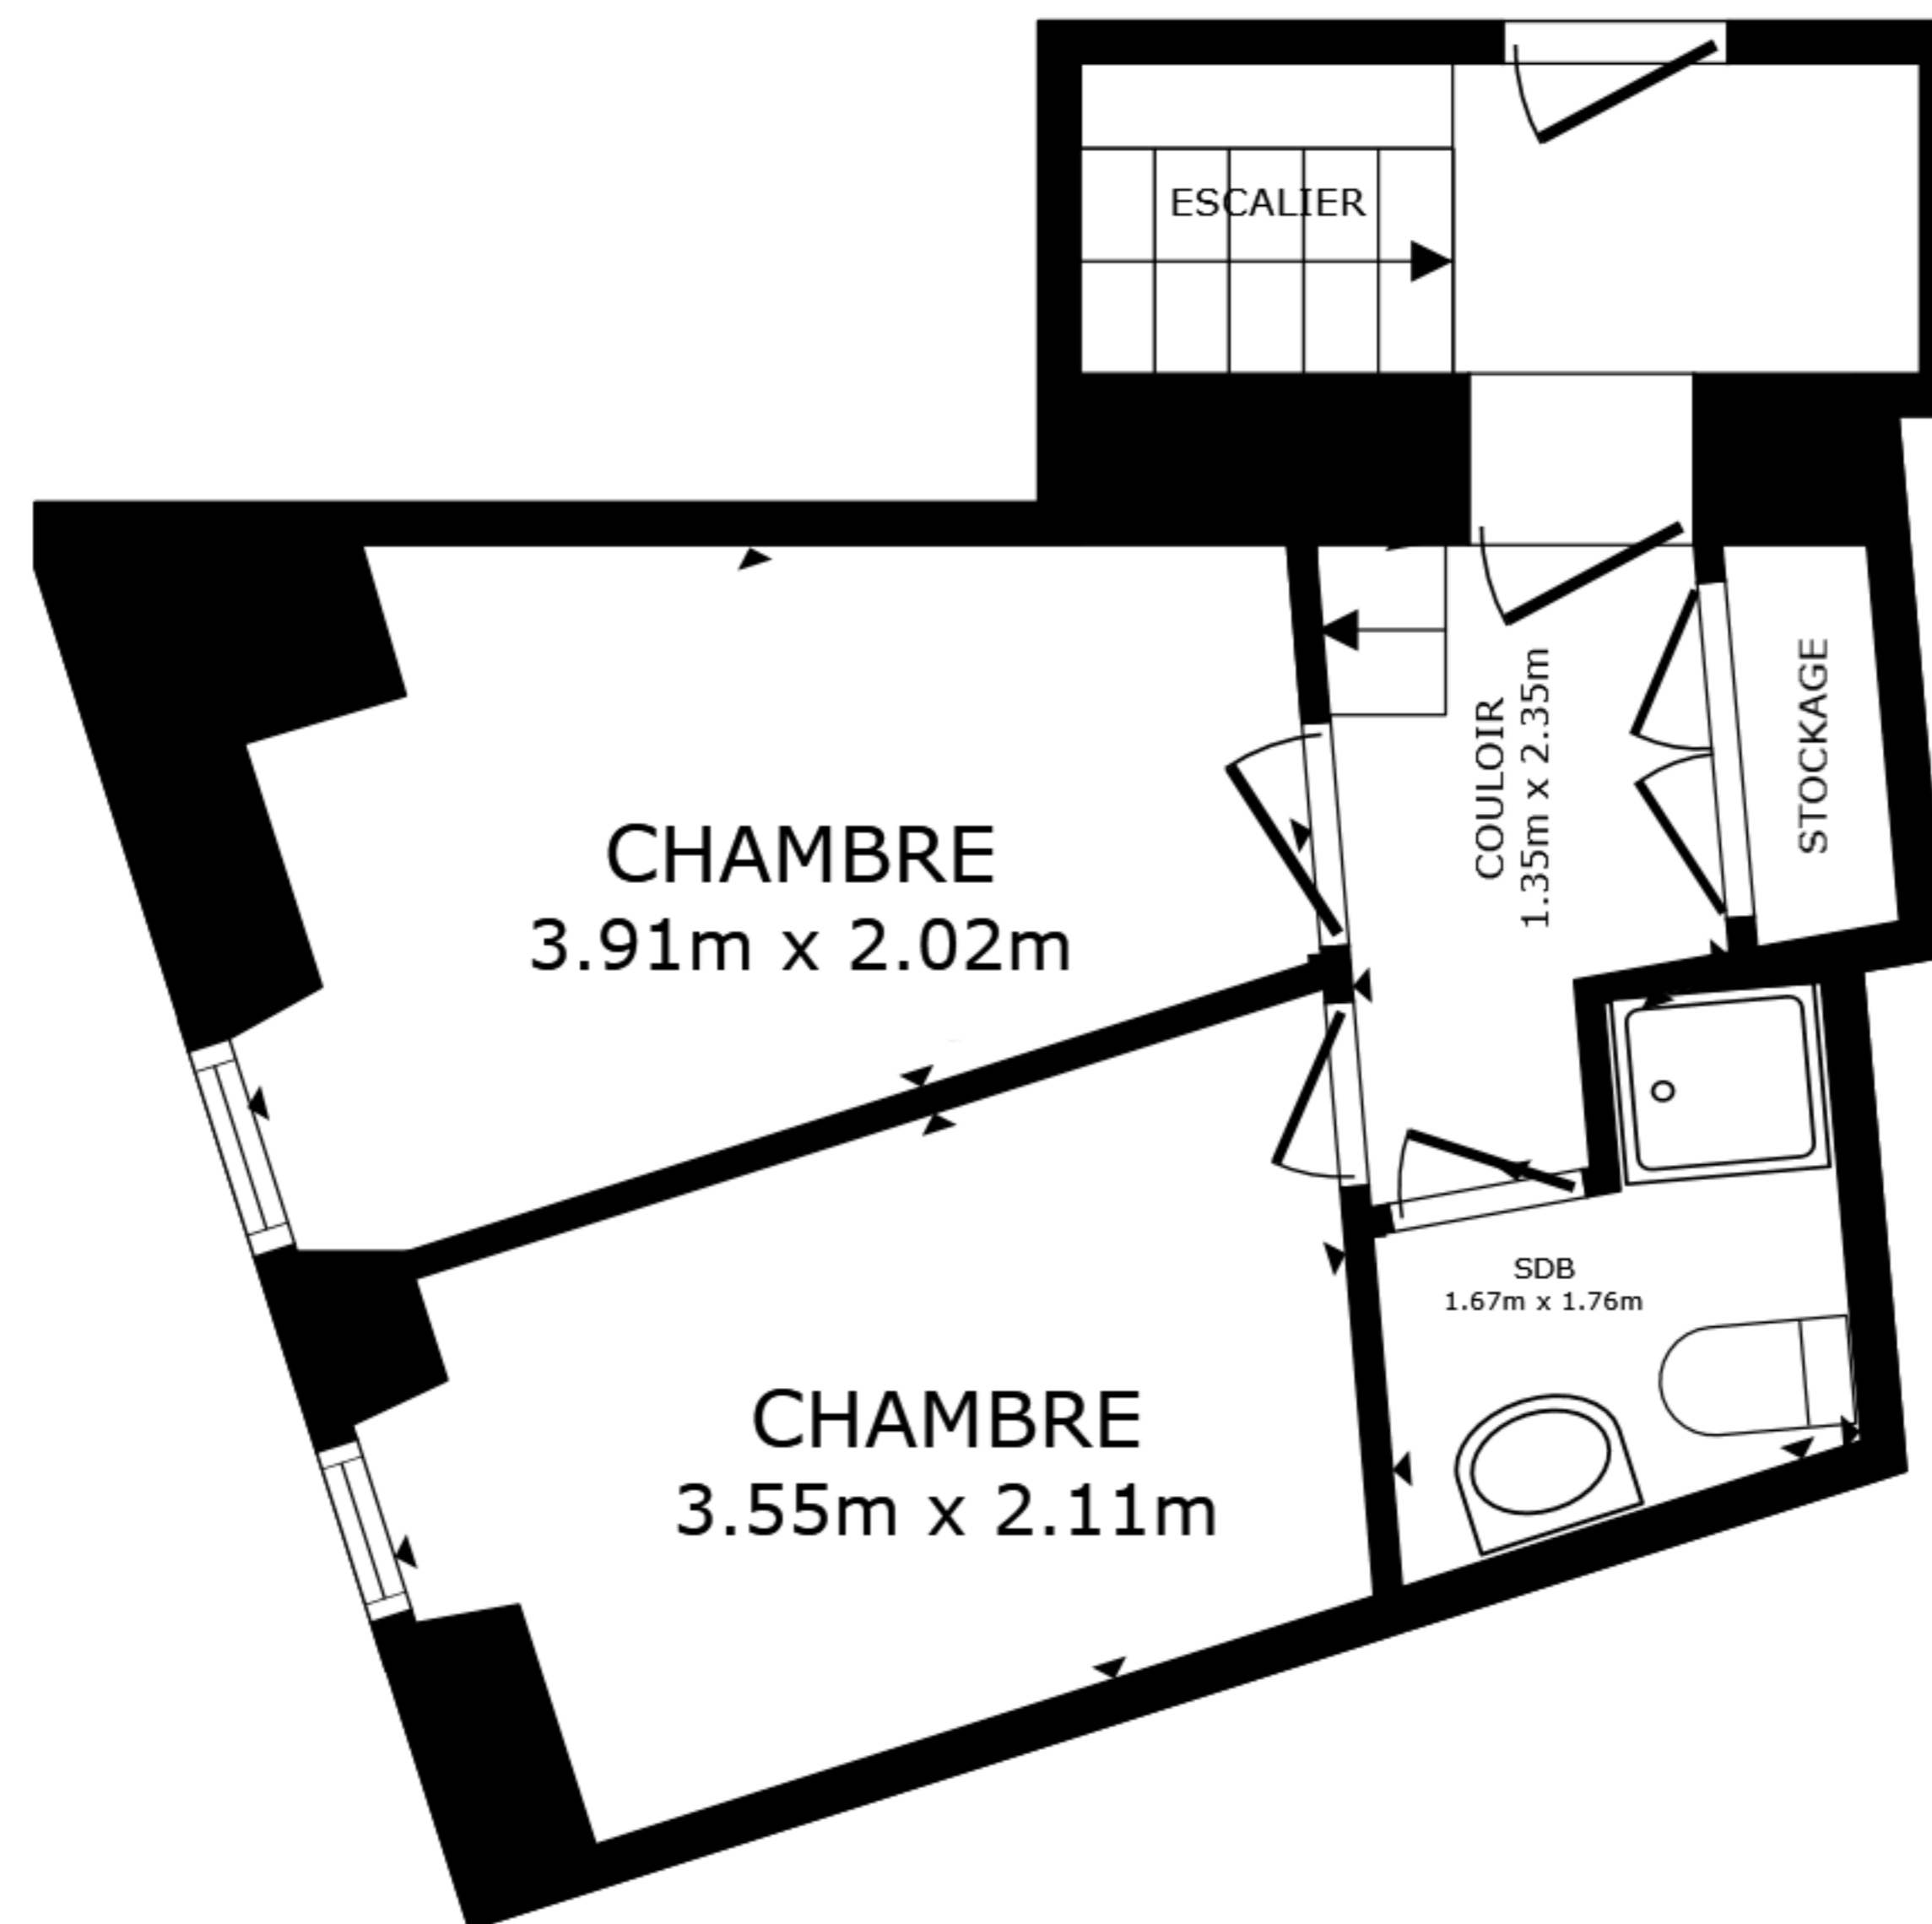 ESCALIER
COULOIR
1.35m x 2.35m
STOCKAGE
CHAMBRE
3.91m x 2.02m
SDB
1.67m x 1.76m
CHAMBRE
3.55m x 2.11m